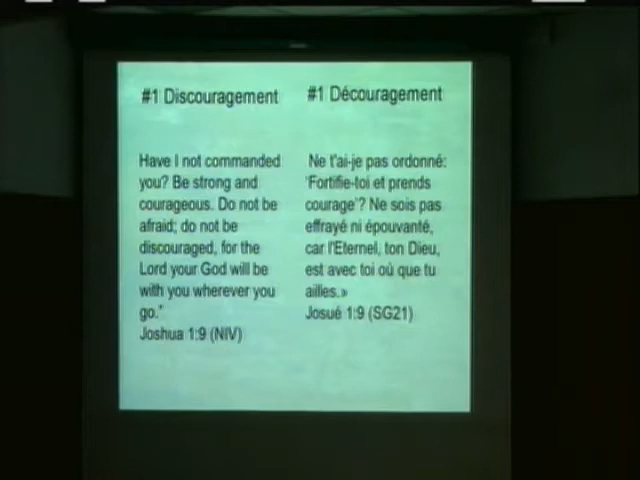 #1 Discouragement
Have I not commanded
you? Be strong and
courageous. Do not be
afraid; do not be
discouraged, for the
Lord your God will be
with you wherever you
go."
Joshua 1:9 (NIV)
#1 Découragement
Ne t'ai-je pas ordonné:
'Fortifie-toi et prends
courage'? Ne sois pas
effrayé ni épouvanté,
car l'Eternel, ton Dieu,
est avec toi où que tu
ailles.»
Josué 1:9 (SG21)